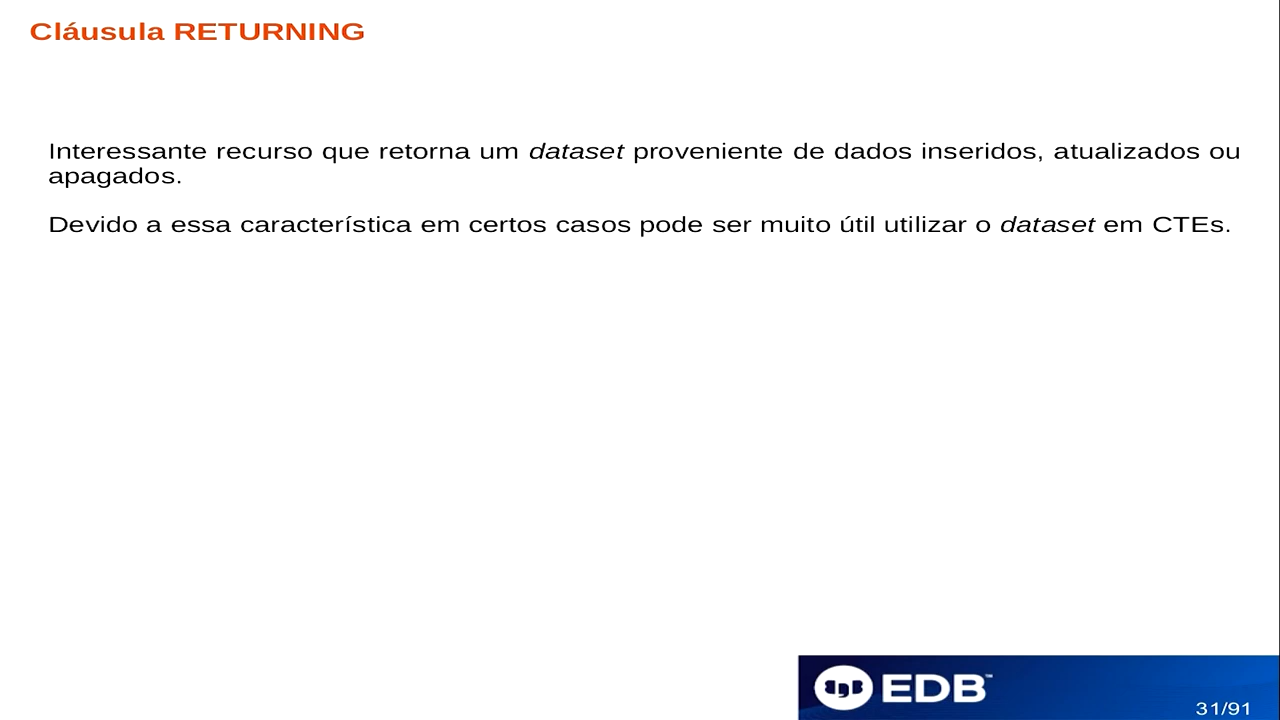 Cláusula RETURNING
Interessante recurso que retorna um dataset proveniente de dados inseridos, atualizados ou
apagados.
Devido a essa característica em certos casos pode ser muito útil utilizar o dataset em CTEs.
EDB™
31/91